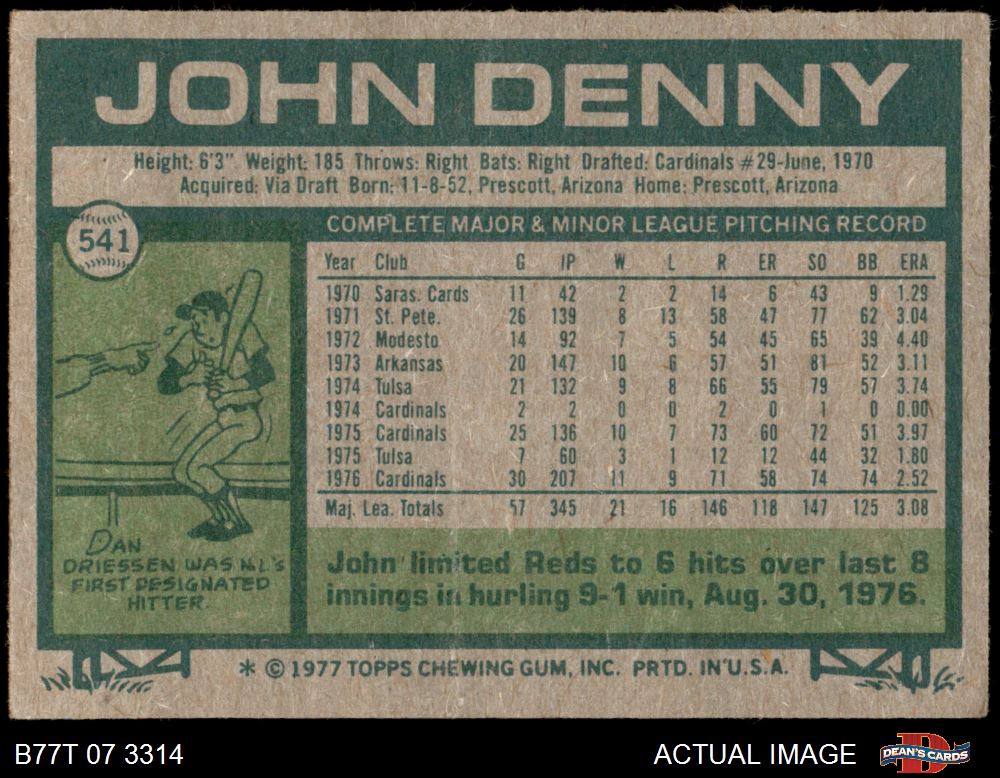 JOHN DENNY
Height: 6'3" Weight: 185 Throws: Right Bats: Right Drafted: Cardinals #29-June, 1970
Acquired: Via Draft Born: 11-8-52, Prescott, Arizona Home: Prescott, Arizona
541
COMPLETE MAJOR & MINOR LEAGUE PITCHING RECORD
Year Club G IP W L R ER SO BB ERA
1970 Saras. Cards 11 42 2 2 14 6 43 9 1.29
1971 St. Pete. 26 139 8 13 58 47 77 62 3.04
1972 Modesto 14 92 7 5 54 45 65 39 4.40
1973 Arkansas 20 147 10 6 57 51 81 52 3.11
1974 Tulsa 21 132 9 8 66 55 79 57 3.74
1974 Cardinals 2 2 0 0 2 0 1 0 0.00
1975 Cardinals 25 136 10 7 73 60 72 51 3.97
1975 Tulsa 7 60 3 1 12 12 44 32 1.80
1976 Cardinals 30 207 11 9 71 58 74 74 2.52
Maj. Lea. Totals 57 345 21 16 146 118 147 125 3.08
DAN
DRIESSEN WAS N.L.'S
FIRST DESIGNATED
HITTER.
John limited Reds to 6 hits over last 8
innings in hurling 9-1 win, Aug. 30, 1976.
* © 1977 TOPPS CHEWING GUM, INC. PRTD. IN U.S.A.
B77T 07 3314
ACTUAL IMAGE
DEAN'S CARDS